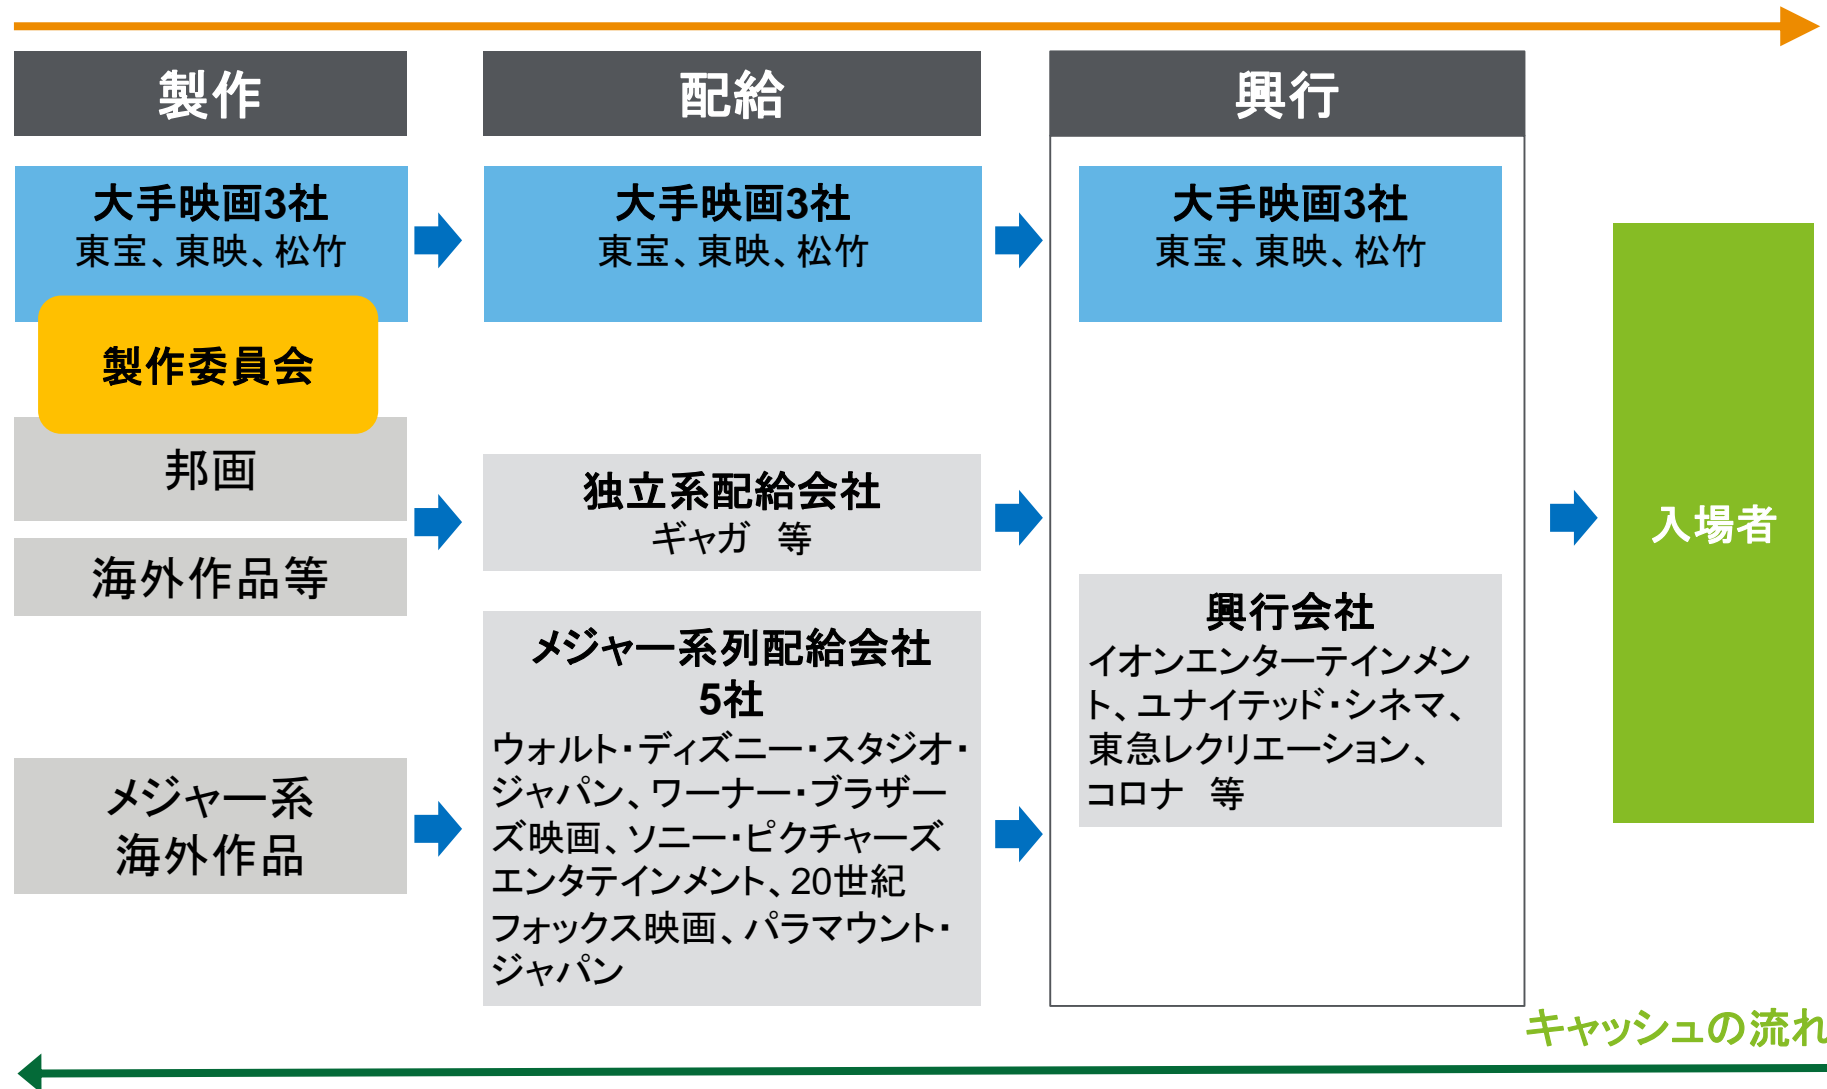 製作
配給
興行
大手映画3社
東宝、東映、松竹
製作委員会
邦画
海外作品等
メジャー系
海外作品
大手映画3社
東宝、東映、松竹
独立系配給会社
ギャガ　等
メジャー系列配給会社
5社
ウォルト・ディズニー・スタジオ・
ジャパン、ワーナー・ブラザー
ズ映画、ソニー・ピクチャーズ
エンタテインメント、20世紀
フォックス映画、パラマウント・
ジャパン
大手映画3社
東宝、東映、松竹
興行会社
イオンエンターテインメン
ト、ユナイテッド・シネマ、
東急レクリエーション、
コロナ　等
入場者
キャッシュの流れ